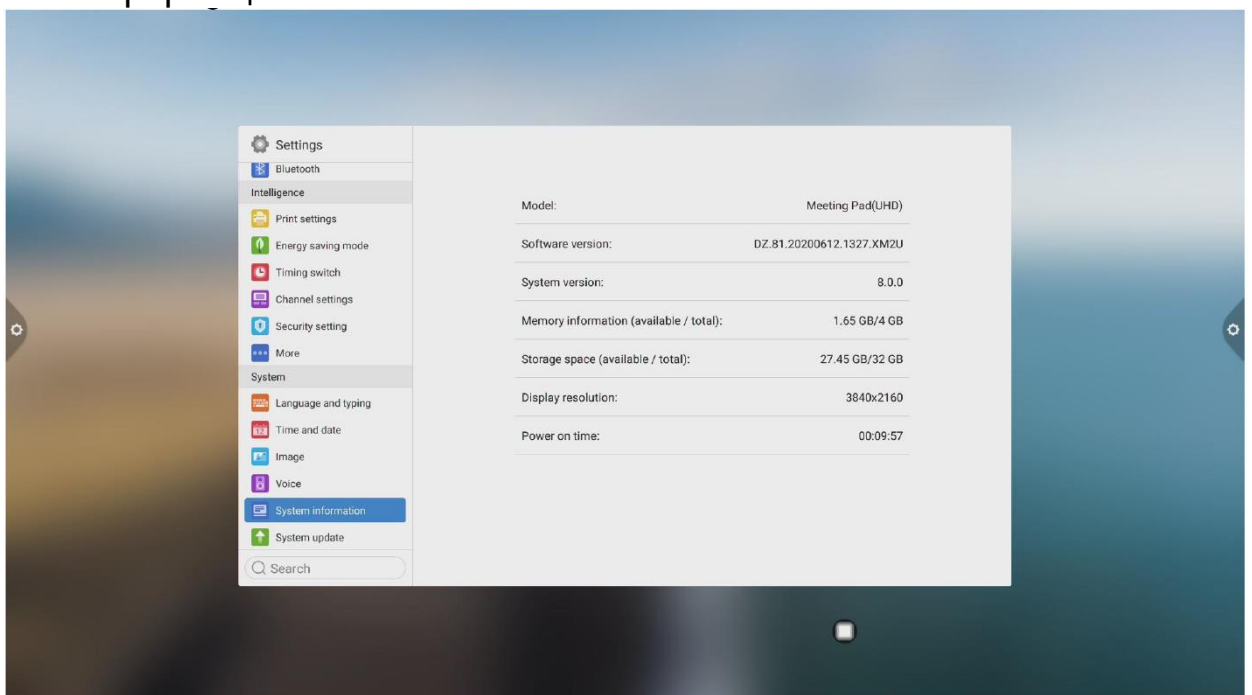 Settings
Bluetooth
Intelligence
Print settings
Energy saving mode
Timing switch
Channel settings
Security setting
More
System
Language and typing
Time and date
Image
Voice
System information
System update
Search
Model: Meeting Pad(UHD)
Software version: DZ.81.20200612.1327.XM2U
System version: 8.0.0
Memory information (available / total): 1.65 GB/4 GB
Storage space (available / total): 27.45 GB/32 GB
Display resolution: 3840x2160
Power on time: 00:09:57